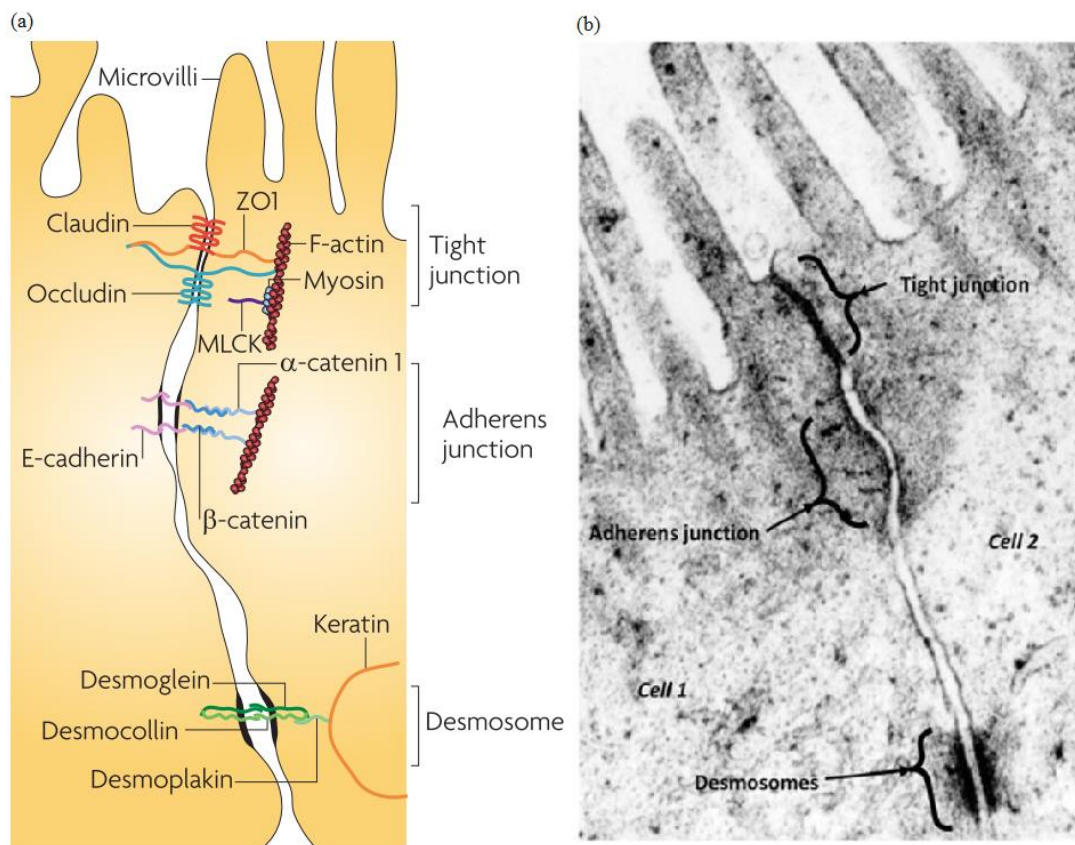 (a)
Microvilli
Claudin
ZO1
F-actin
Myosin
Occludin
MLCK
Tight
junction
α-catenin 1
E-cadherin
β-catenin
Adherens
junction
Keratin
Desmoglein
Desmocollin
Desmoplakin
Desmosome
(b)
Tight junction
Adherens junction
Cell 2
Cell 1
Desmosomes